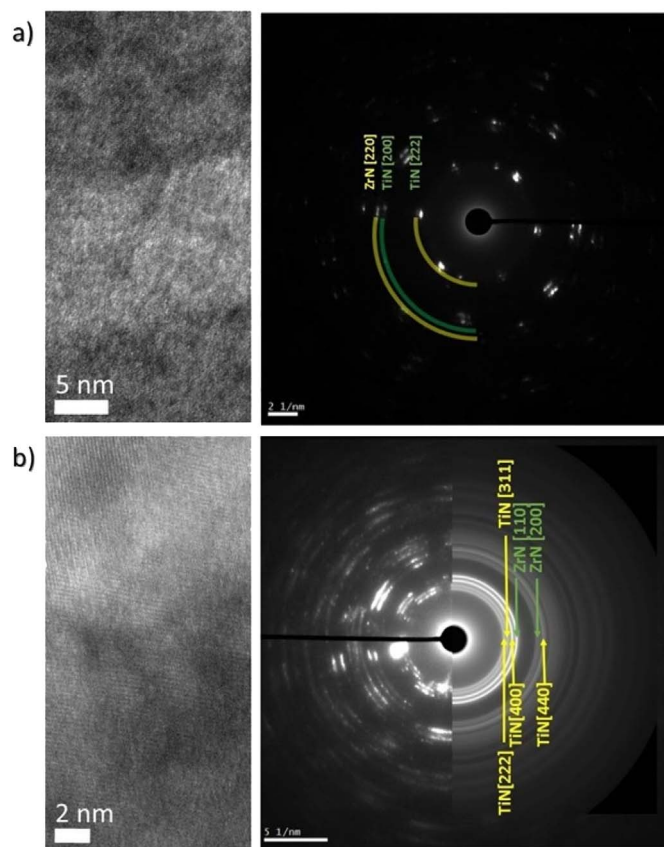 a)
ZrN [220]
TiN [200]
TiN [222]
5 nm
2 1/nm
b)
TiN [311]
ZrN [110]
ZrN [200]
TiN[222]
TiN[400]
TiN[440]
2 nm
5 1/nm